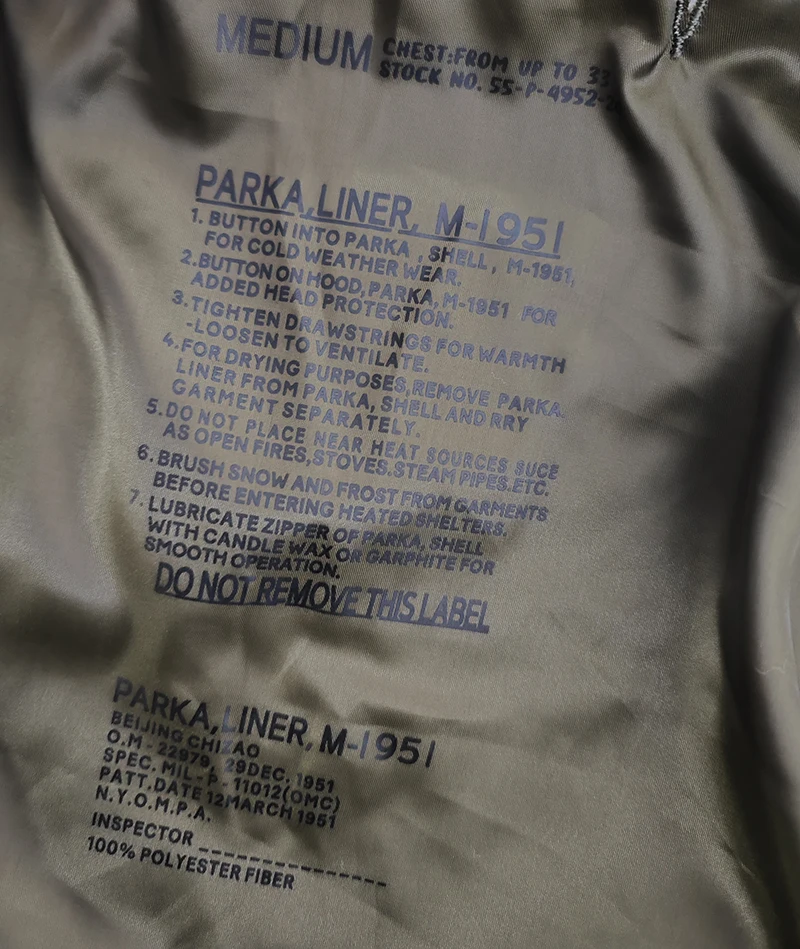 MEDIUM CHEST:FROM UP TO 33
STOCK NO. 55-P-4952-
PARKA,LINER, M-1951
1. BUTTON INTO PARKA , SHELL, M-1951,
FOR COLD WEATHER WEAR.
2.BUTTON ON HOOD,PARKA, M-1951 FOR
ADDED HEAD PROTECTION.
3.TIGHTEN DRAWSTRINGS FOR WARMTH
-LOOSEN TO VENTILATE.
4.FOR DRYING PURPOSES,REMOVE PARKA.
LINER FROM PARKA, SHELL AND RRY
GARMENT SEPARATELY.
5.DO NOT PLACE NEAR HEAT SOURCES SUCE
AS OPEN FIRES,STOVES.STEAM PIPES.ETC.
6. BRUSH SNOW AND FROST FROM GARMENTS
BEFORE ENTERING HEATED SHELTERS.
7. LUBRICATE ZIPPER OF PARKA, SHELL
WITH CANDLE WAX OR GARPHITE FOR
SMOOTH OPERATION.
DO NOT REMOVE THIS LABEL
PARKA,LINER, M-1951
BEIJING CHIZAO
O.M - 22979, 29DEC. 1951
SPEC. MIL - P - 11012(OMC)
PATT.DATE 12MARCH 1951
N.Y.O.M.P.A.
INSPECTOR _______________
100% POLYESTER FIBER